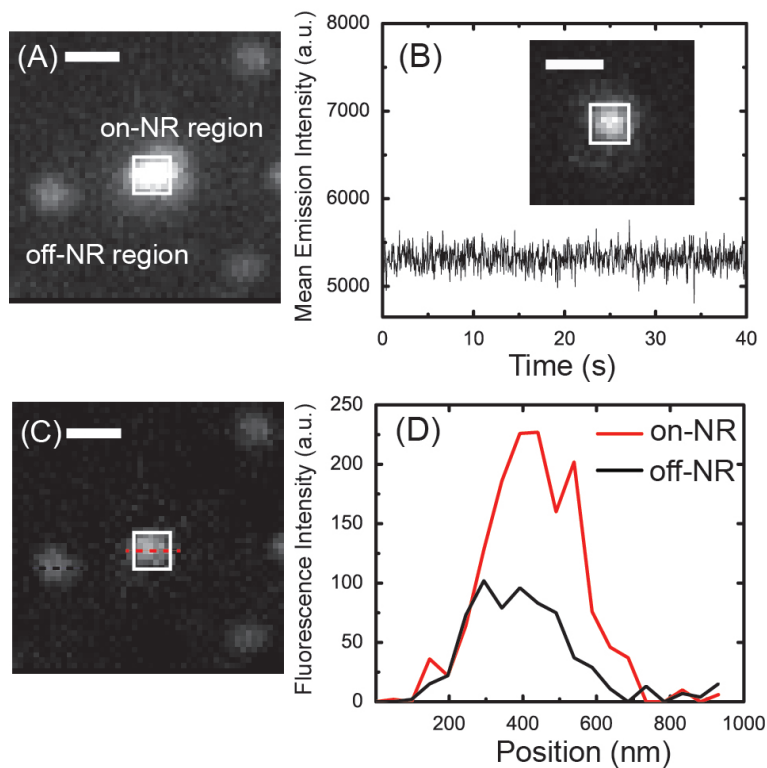 (A)
on-NR region
off-NR region
(B)
Mean Emission Intensity (a.u.)
8000
7000
6000
5000
0 10 20 30 40
Time (s)
(C)
(D)
on-NR
off-NR
Fluorescence Intensity (a.u.)
250
200
150
100
50
0
200 400 600 800 1000
Position (nm)